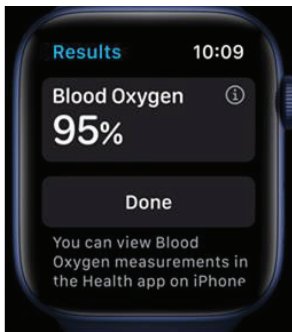 Results 10:09
Blood Oxygen
95%
Done
You can view Blood
Oxygen measurements in
the Health app on iPhone